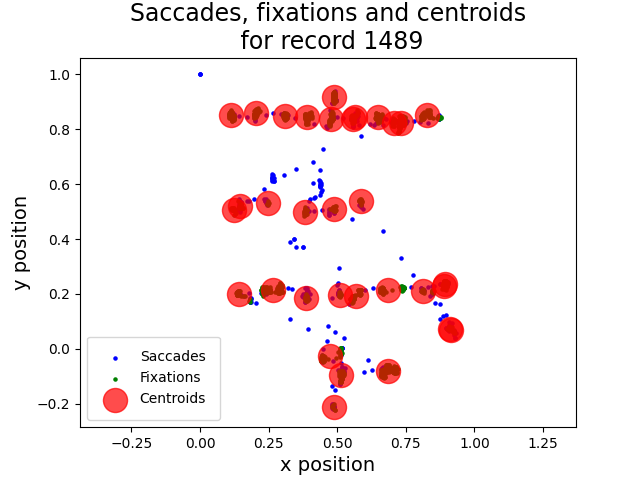 Saccades, fixations and centroids
for record 1489
1.0
0.8
0.6
0.4
0.2
0.0
−0.2
y position
Saccades
Fixations
Centroids
−0.25
0.00
0.25
0.50
0.75
1.00
1.25
x position